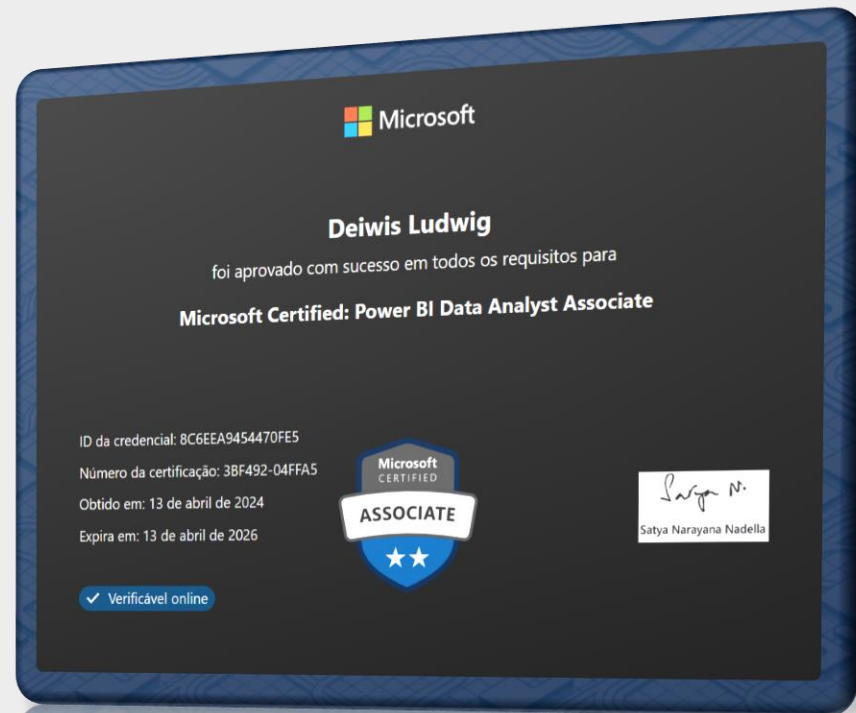 Microsoft
Deiwis Ludwig
foi aprovado com sucesso em todos os requisitos para
Microsoft Certified: Power BI Data Analyst Associate
ID da credencial: 8C6EEA9454470FE5
Número da certificação: 3BF492-04FFA5
Obtido em: 13 de abril de 2024
Expira em: 13 de abril de 2026
Verificável online
Microsoft
CERTIFIED
ASSOCIATE
Satya N.
Satya Narayana Nadella